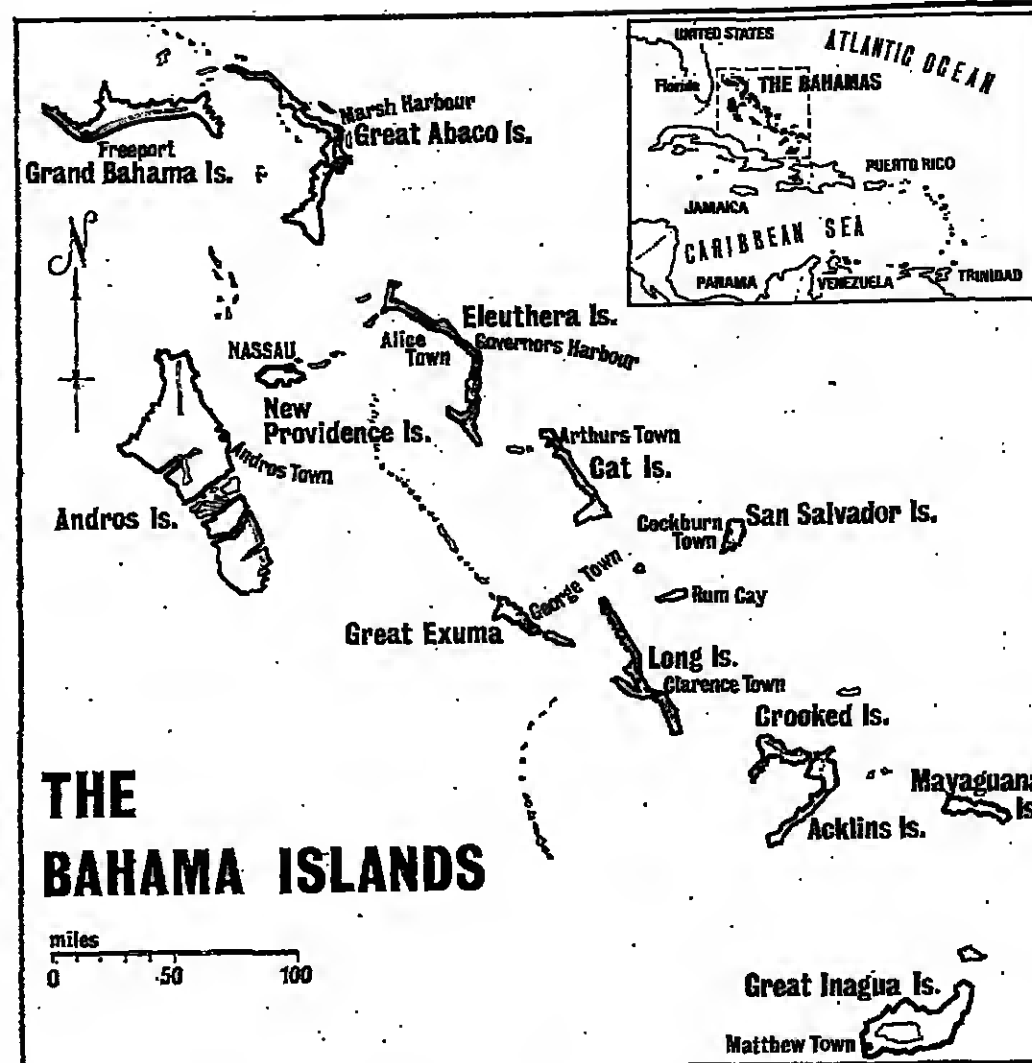 UNITED STATES
ATLANTIC OCEAN
Florida
THE BAHAMAS
PUERTO RICO
JAMAICA
CARIBBEAN SEA
PANAMA
VENEZUELA
TRINIDAD
Marsh Harbour
Great Abaco Is.
Freeport
Grand Bahama Is.
N
Eleuthera Is.
Alice
Town
Governors Harbour
NASSAU
New
Providence Is.
Andros Town
Andros Is.
Arthurs Town
Cat Is.
Cockburn
Town
San Salvador Is.
George Town
Rum Cay
Great Exuma
Long Is.
Clarence Town
Crooked Is.
Mayaguana
Is
Acklins Is.
THE
BAHAMA ISLANDS
miles
0 50 100
Great Inagua Is.
Matthew Town